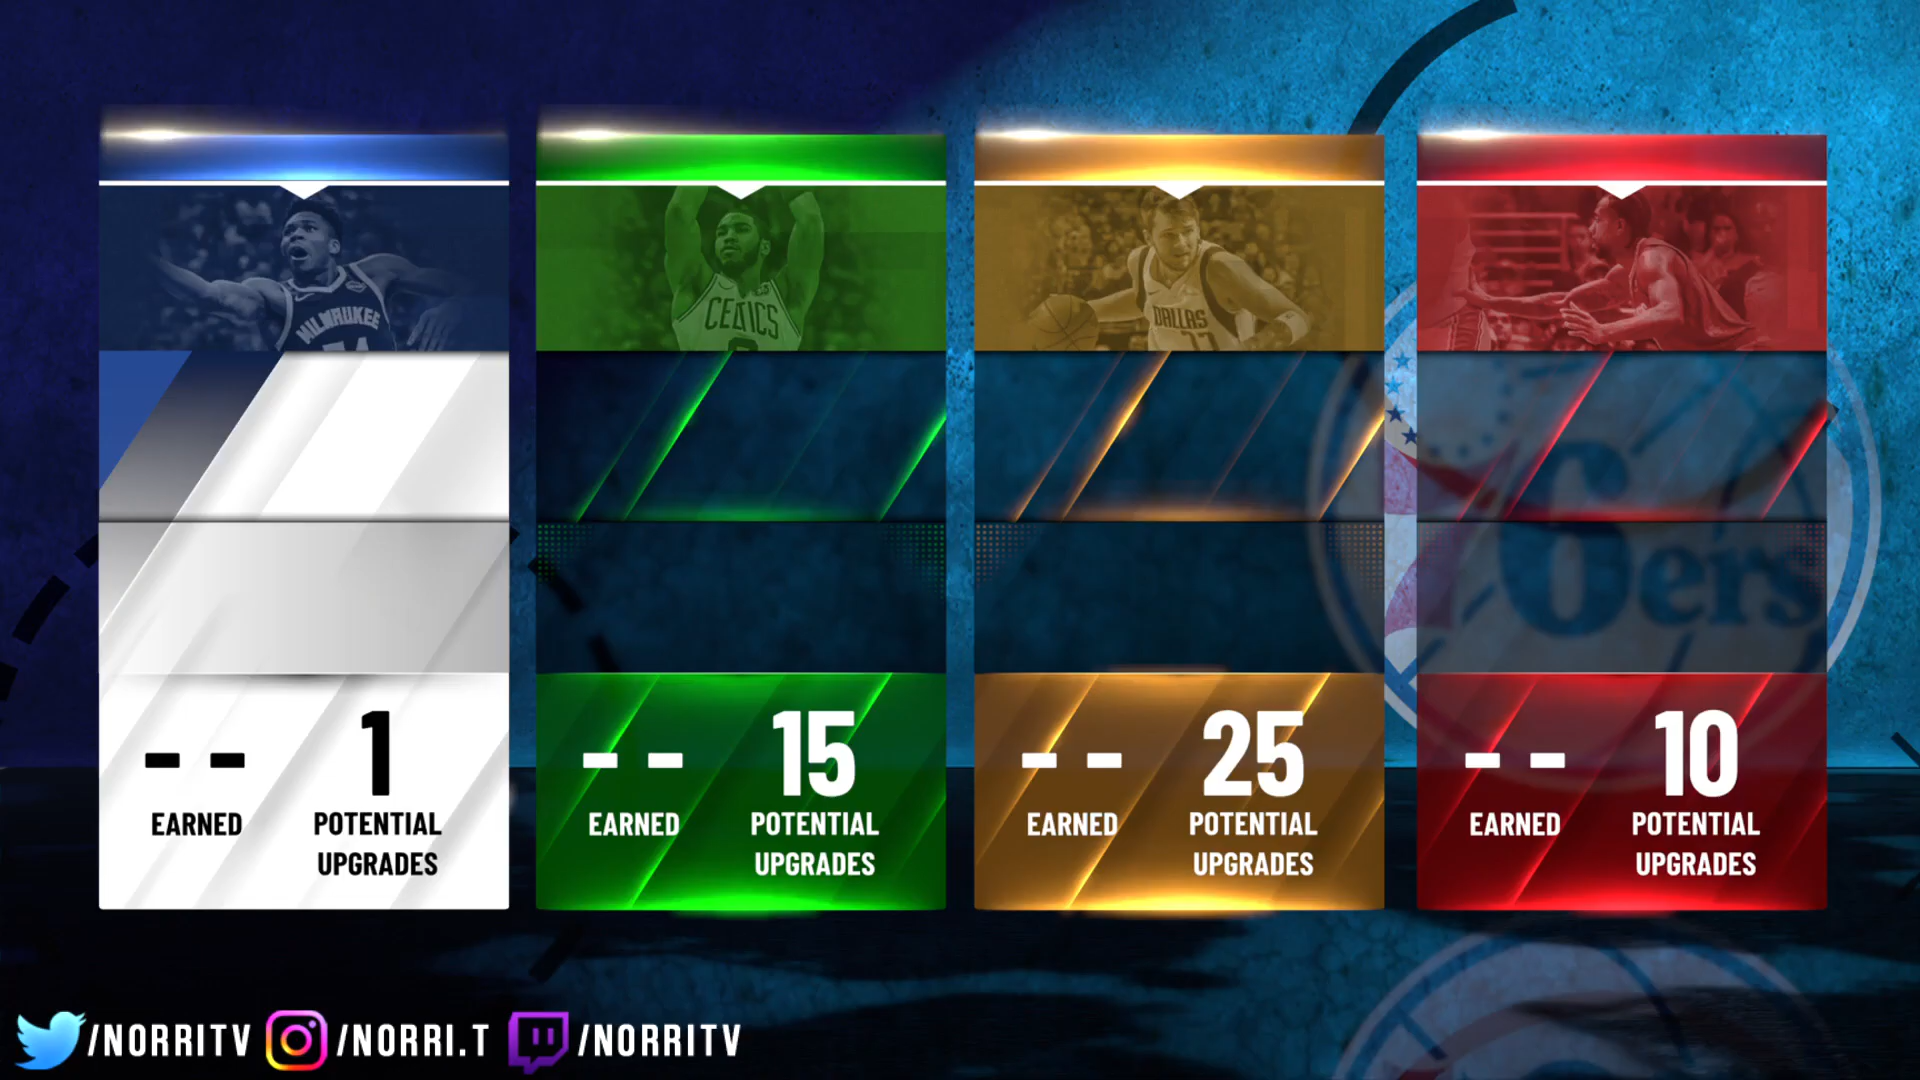 MILWAUKEE
CELTICS
DALLAS
76ers
-- 1
EARNED POTENTIAL
UPGRADES
-- 15
EARNED POTENTIAL
UPGRADES
-- 25
EARNED POTENTIAL
UPGRADES
-- 10
EARNED POTENTIAL
UPGRADES
/NORRITV /NORRI.T /NORRITV